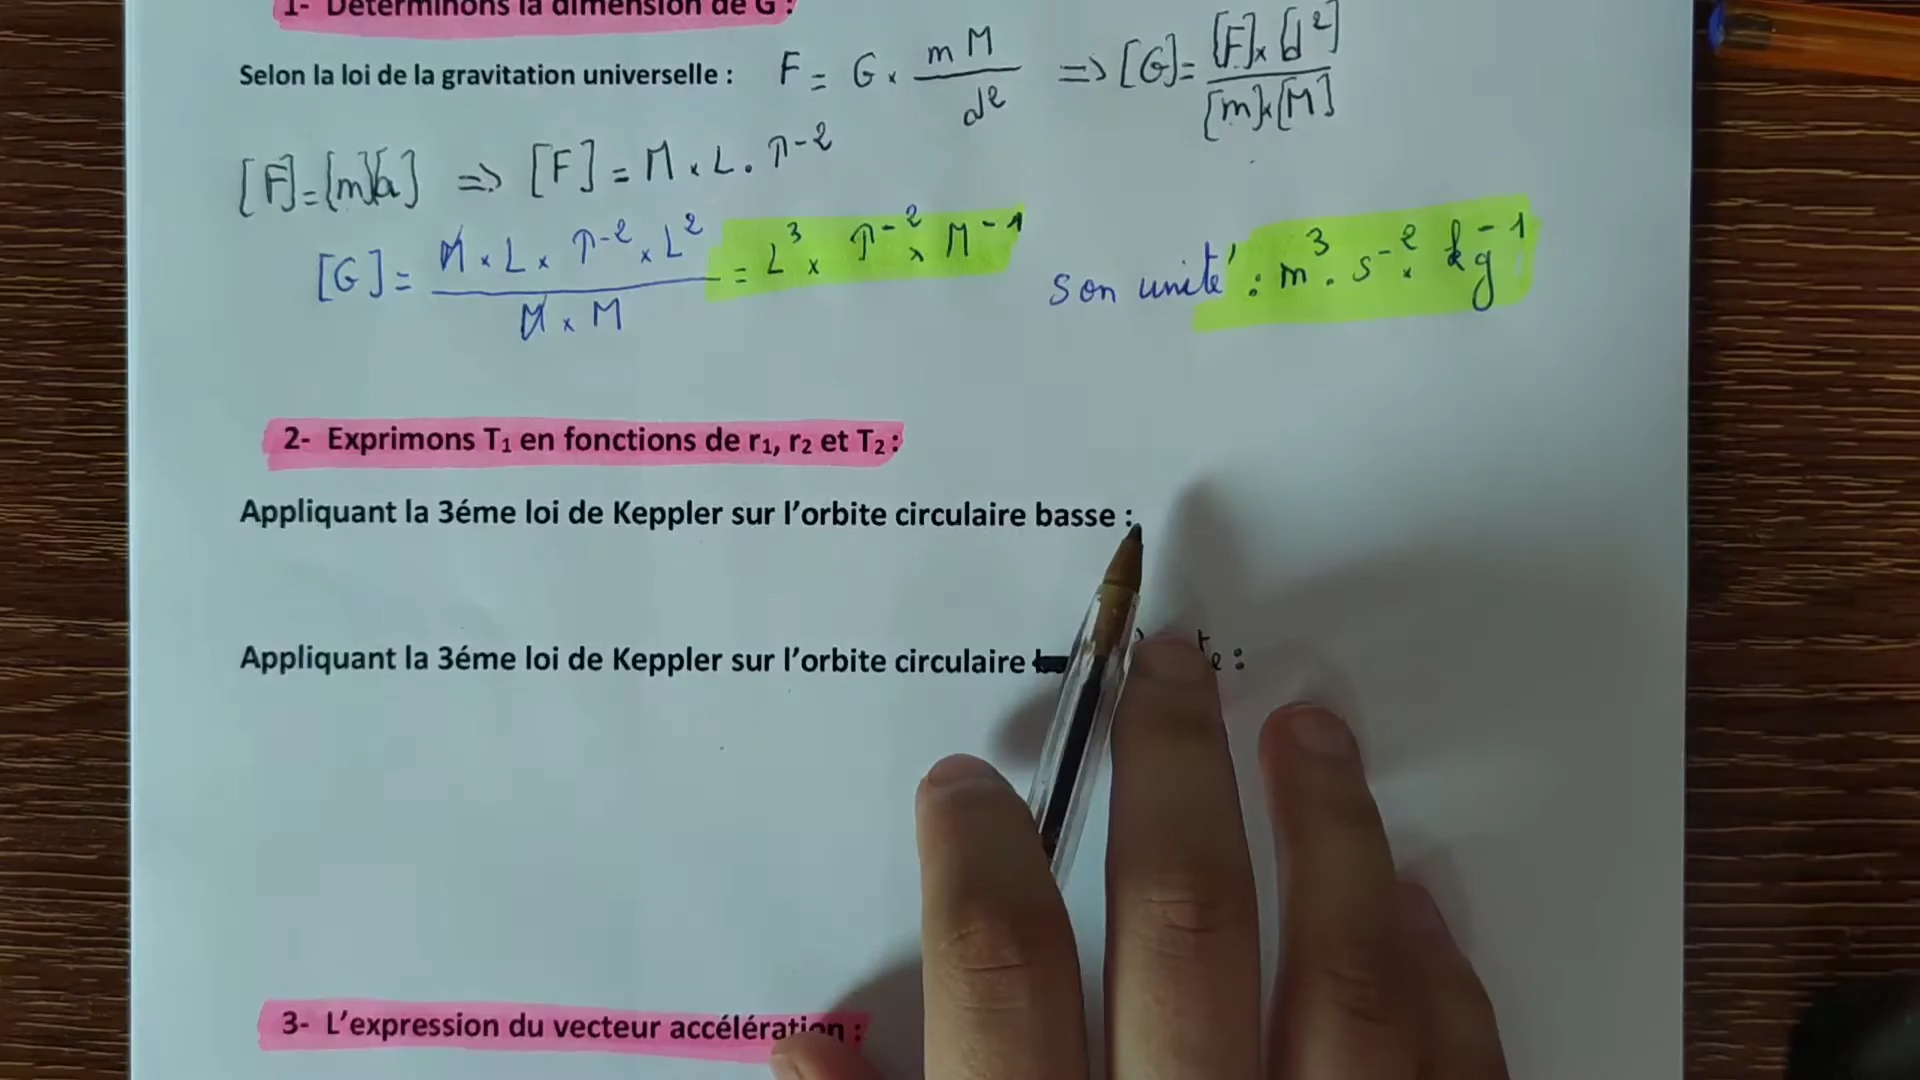 1- Déterminons la dimension de G :
Selon la loi de la gravitation universelle : F = G × mM/d² => [G] = [F]×[d²]/[m]×[M]
[F]=[m][a] => [F] = M × L . T⁻²
[G] = M × L × T⁻² × L²/M × M = L³ × T⁻² × M⁻¹ son unité : m³ . s⁻² × kg⁻¹
2- Exprimons T₁ en fonctions de r₁, r₂ et T₂ :
Appliquant la 3éme loi de Keppler sur l'orbite circulaire basse :
Appliquant la 3éme loi de Keppler sur l'orbite circulaire
3- L'expression du vecteur accélération :